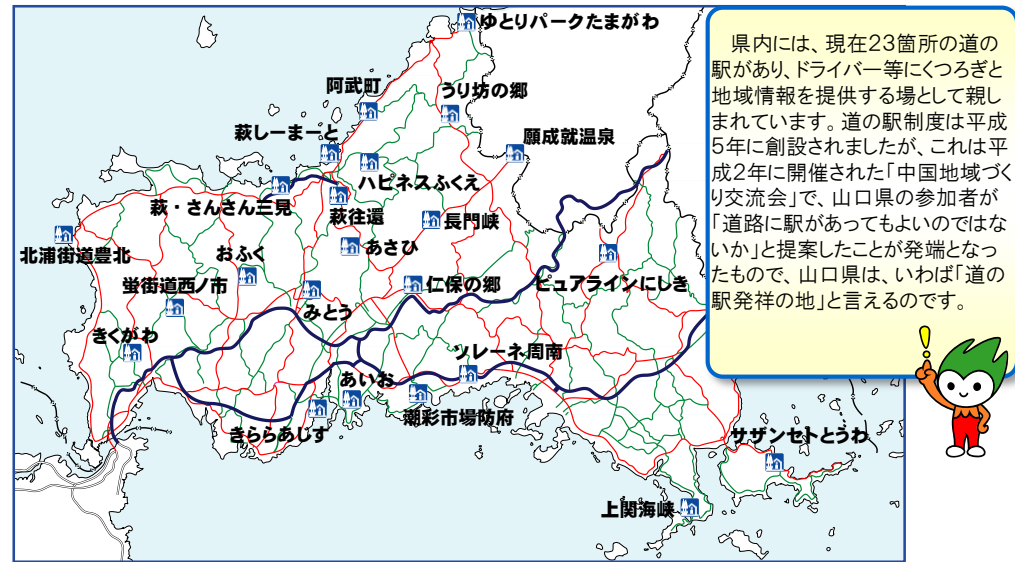 ゆとりパークたまがわ
阿武町
うり坊の郷
萩しーまーと
願成就温泉
ハピネスふくえ
萩・さんさん三見
萩往還
長門峡
北浦街道豊北
おふく
あさひ
蛍街道西ノ市
仁保の郷
ピュアラインにしき
みとう
きくがわ
ソレーネ周南
あいお
潮彩市場防府
きららあじす
サザンセトとうわ
上関海峡
県内には、現在23箇所の道の
駅があり、ドライバー等にくつろぎと
地域情報を提供する場として親し
まれています。道の駅制度は平成
5年に創設されましたが、これは平
成2年に開催された「中国地域づく
り交流会」で、山口県の参加者が
「道路に駅があってもよいのではな
いか」と提案したことが発端となっ
たもので、山口県は、いわば「道の
駅発祥の地」と言えるのです。